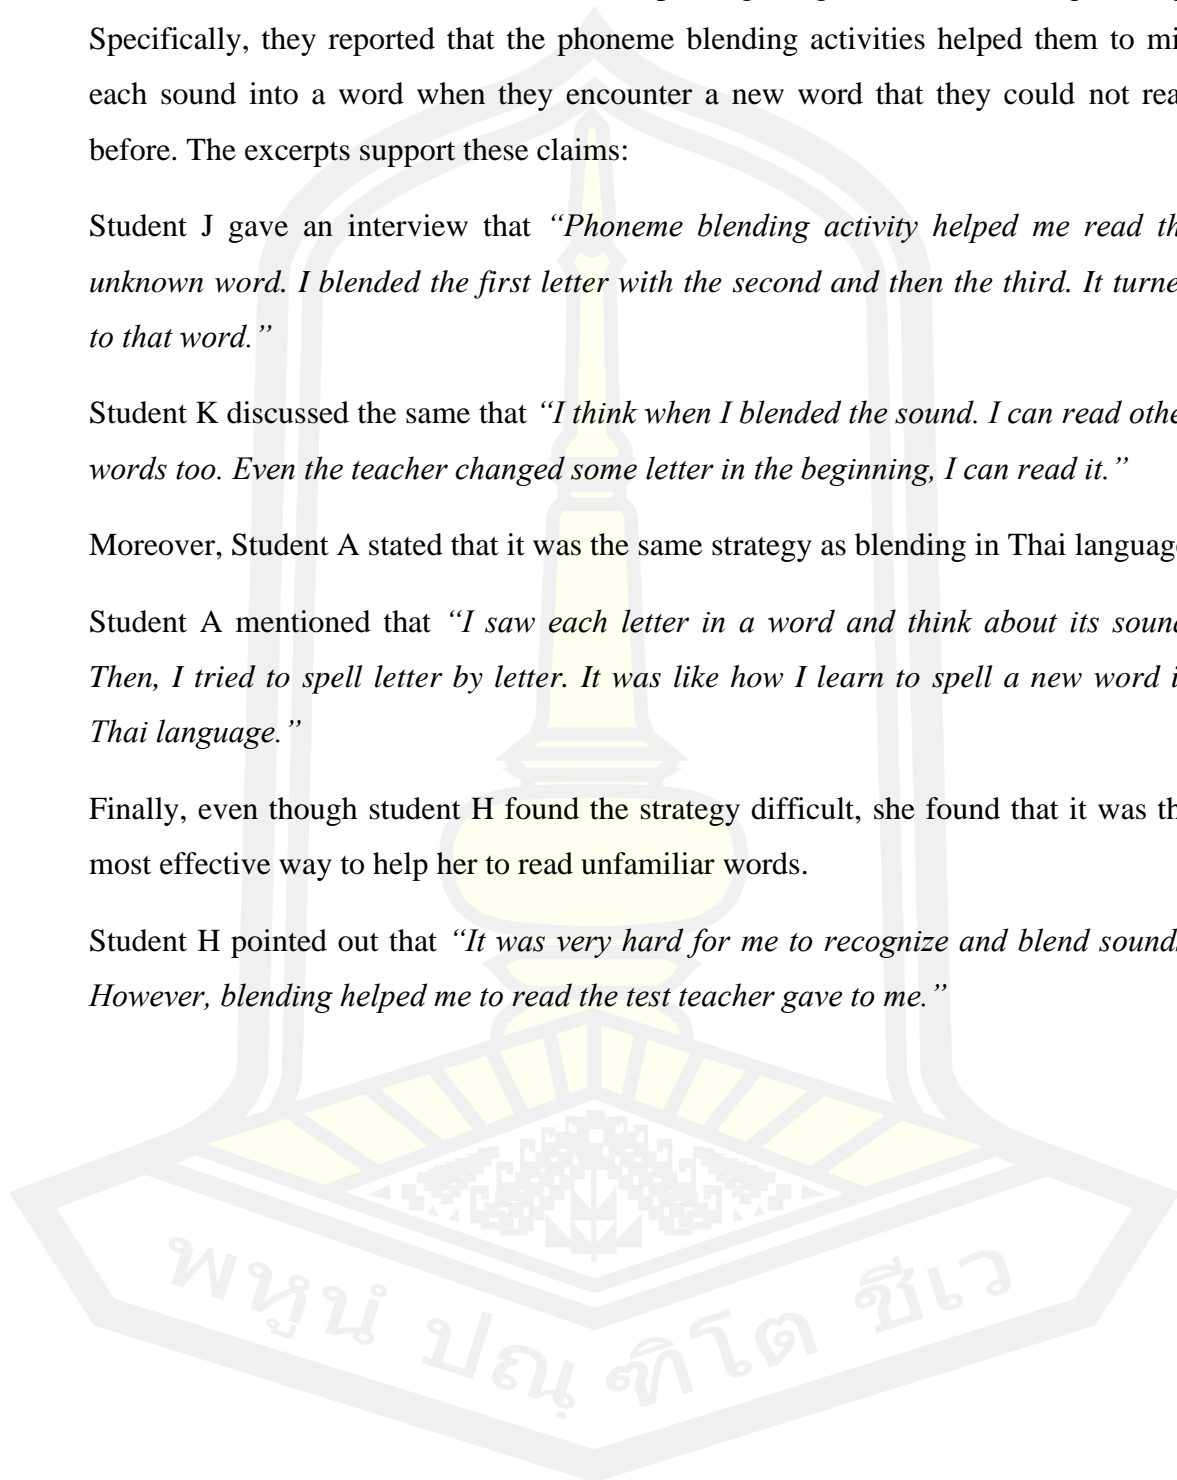 Specifically, they reported that the phoneme blending activities helped them to mi
each sound into a word when they encounter a new word that they could not rea
before. The excerpts support these claims:
Student J gave an interview that “Phoneme blending activity helped me read th
unknown word. I blended the first letter with the second and then the third. It turne
to that word.”
Student K discussed the same that “I think when I blended the sound. I can read othe
words too. Even the teacher changed some letter in the beginning, I can read it.”
Moreover, Student A stated that it was the same strategy as blending in Thai language
Student A mentioned that “I saw each letter in a word and think about its sound
Then, I tried to spell letter by letter. It was like how I learn to spell a new word i
Thai language.”
Finally, even though student H found the strategy difficult, she found that it was th
most effective way to help her to read unfamiliar words.
Student H pointed out that “It was very hard for me to recognize and blend sounds
However, blending helped me to read the test teacher gave to me.”
พหูนํ ปณฺฑิโต ชีเว